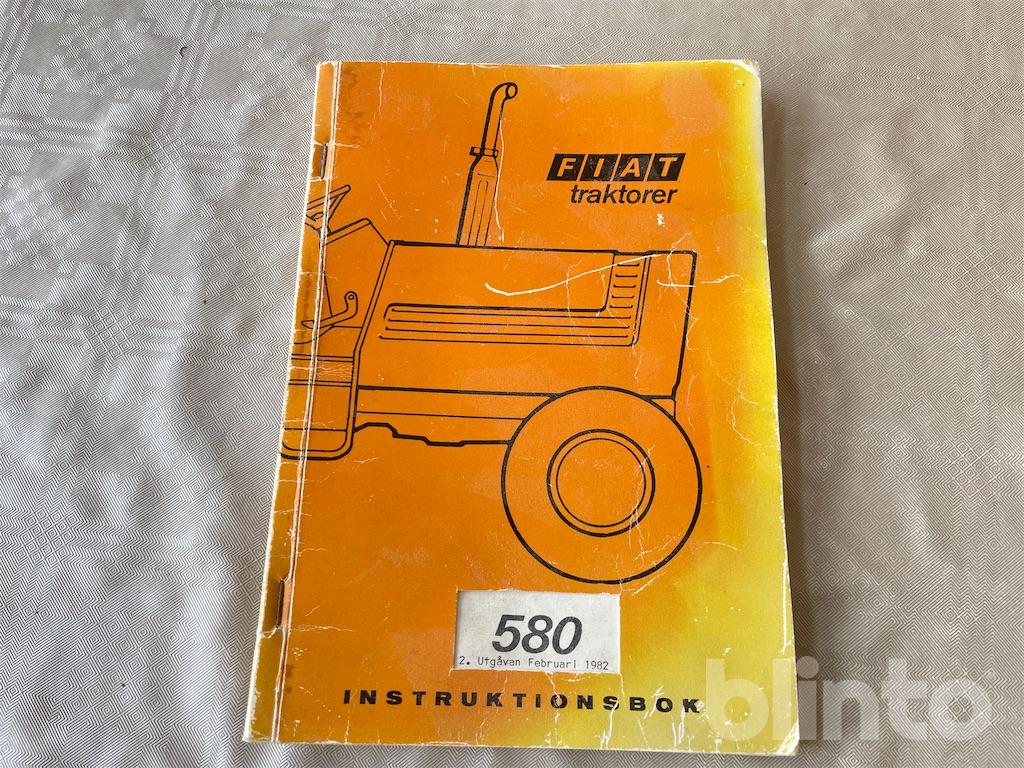 FIAT
traktorer
580
2. Utgåvan Februari 1982
INSTRUKTIONSBOK
blinto